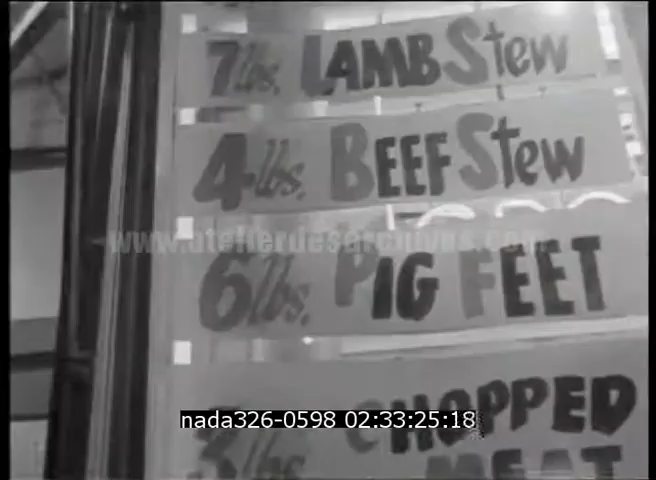 7 lbs. LAMB Stew
4 lbs. BEEF Stew
www.atelierdesarchives.com
6 lbs. PIG FEET
nada326-0598 02:33:25:18
3 lbs. CHOPPED
MEAT